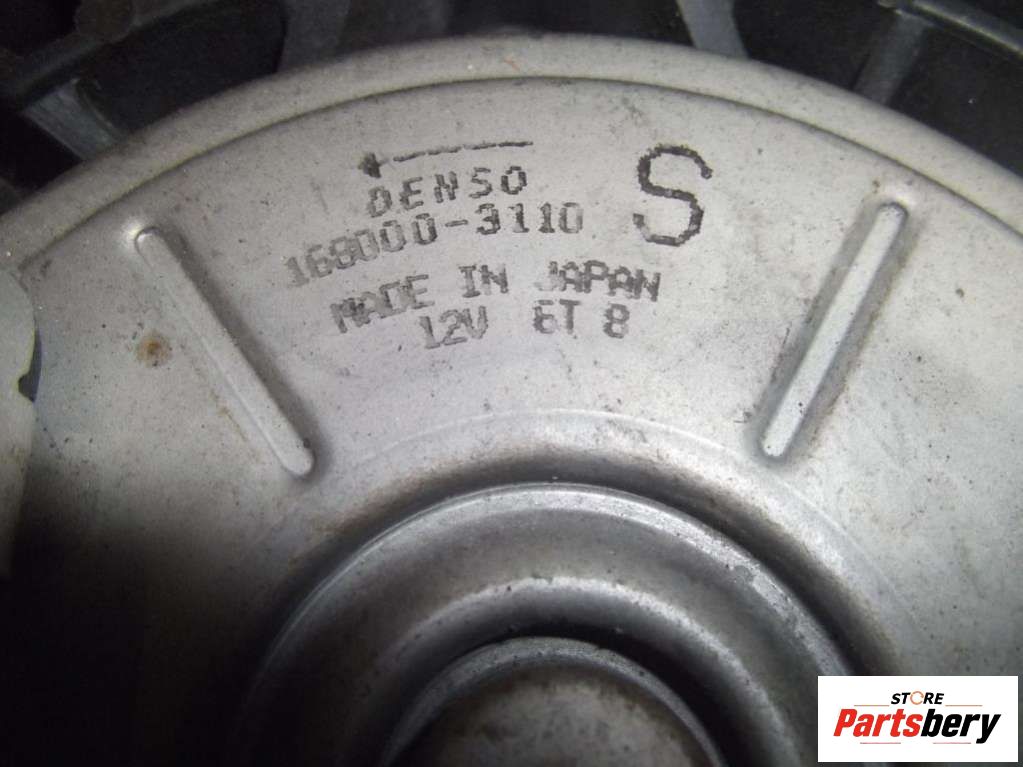 DENSO
168000-3110
S
MADE IN JAPAN
12V 6T 8
STORE
Partsbery